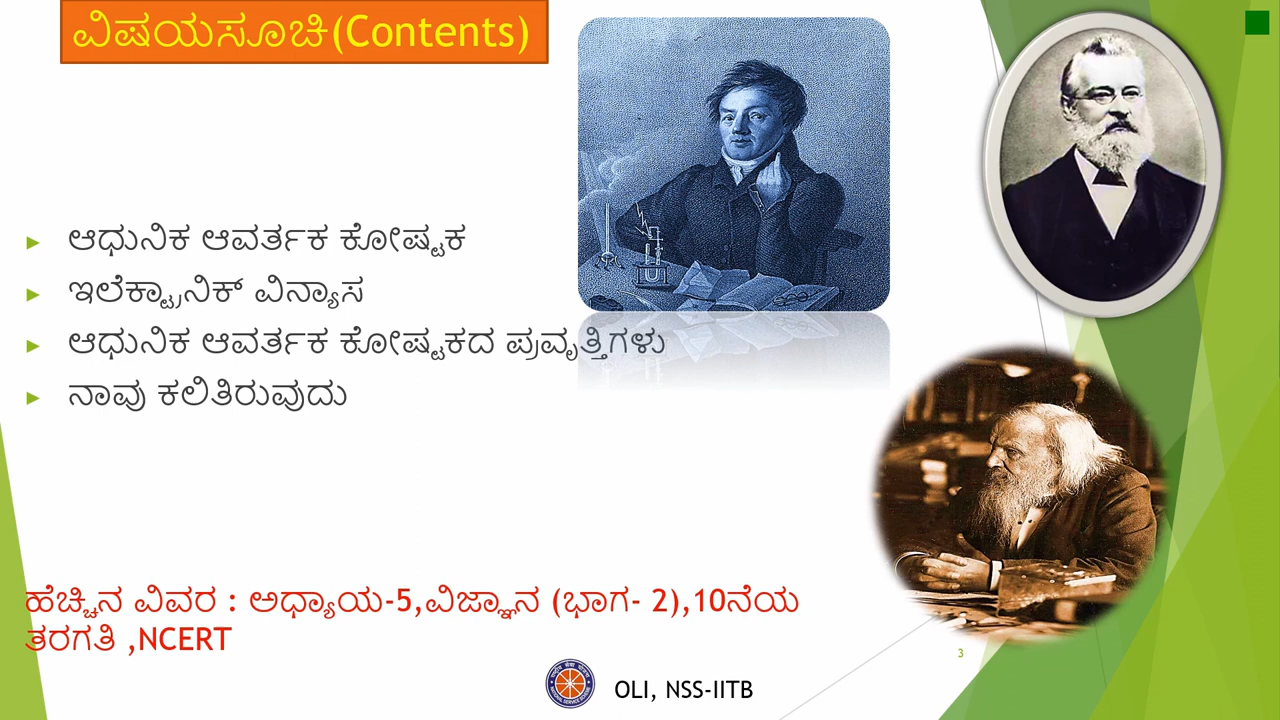 ವಿಷಯಸೂಚಿ(Contents)
ಆಧುನಿಕ ಆವರ್ತಕ ಕೋಷ್ಟಕ
ಇಲೆಕ್ಟ್ರಾನಿಕ್ ವಿನ್ಯಾಸ
ಆಧುನಿಕ ಆವರ್ತಕ ಕೋಷ್ಟಕದ ಪ್ರವೃತ್ತಿಗಳು
ನಾವು ಕಲಿತಿರುವುದು
ಹೆಚ್ಚಿನ ವಿವರ : ಅಧ್ಯಾಯ-5,ವಿಜ್ಞಾನ (ಭಾಗ- 2),10ನೆಯ
ತರಗತಿ ,NCERT
3
OLI, NSS-IITB